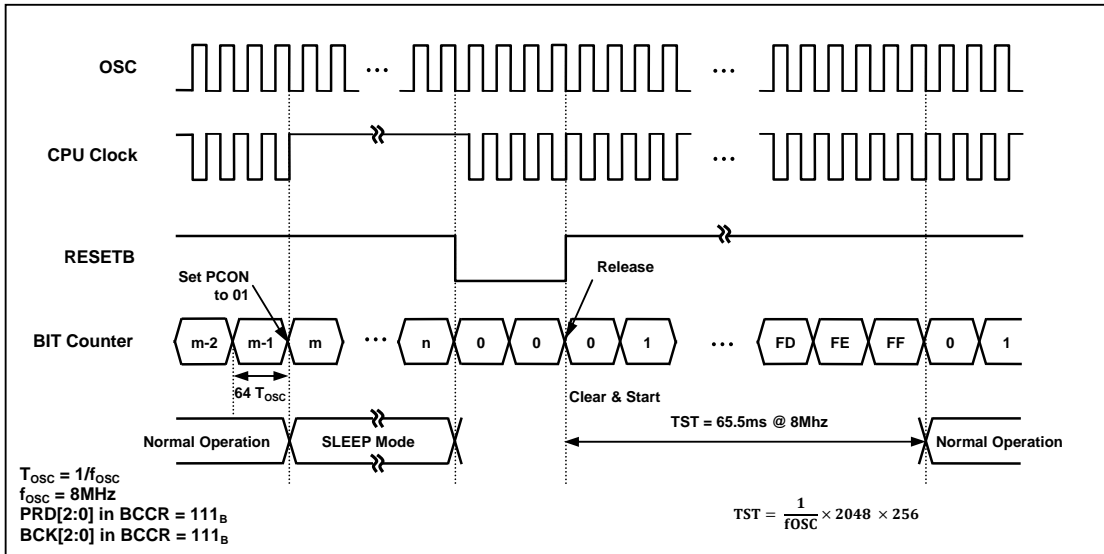 OSC
...
...
CPU Clock
...
RESETB
Release
Set PCON
to 01
BIT Counter
m-2 m-1 m ... n 0 0 0 1 ... FD FE FF 0 1
64 TOSC
Clear & Start
Normal Operation SLEEP Mode TST = 65.5ms @ 8Mhz Normal Operation
TOSC = 1/fOSC
fOSC = 8MHz
PRD[2:0] in BCCR = 111B
BCK[2:0] in BCCR = 111B
TST = 1/fOSC × 2048 × 256